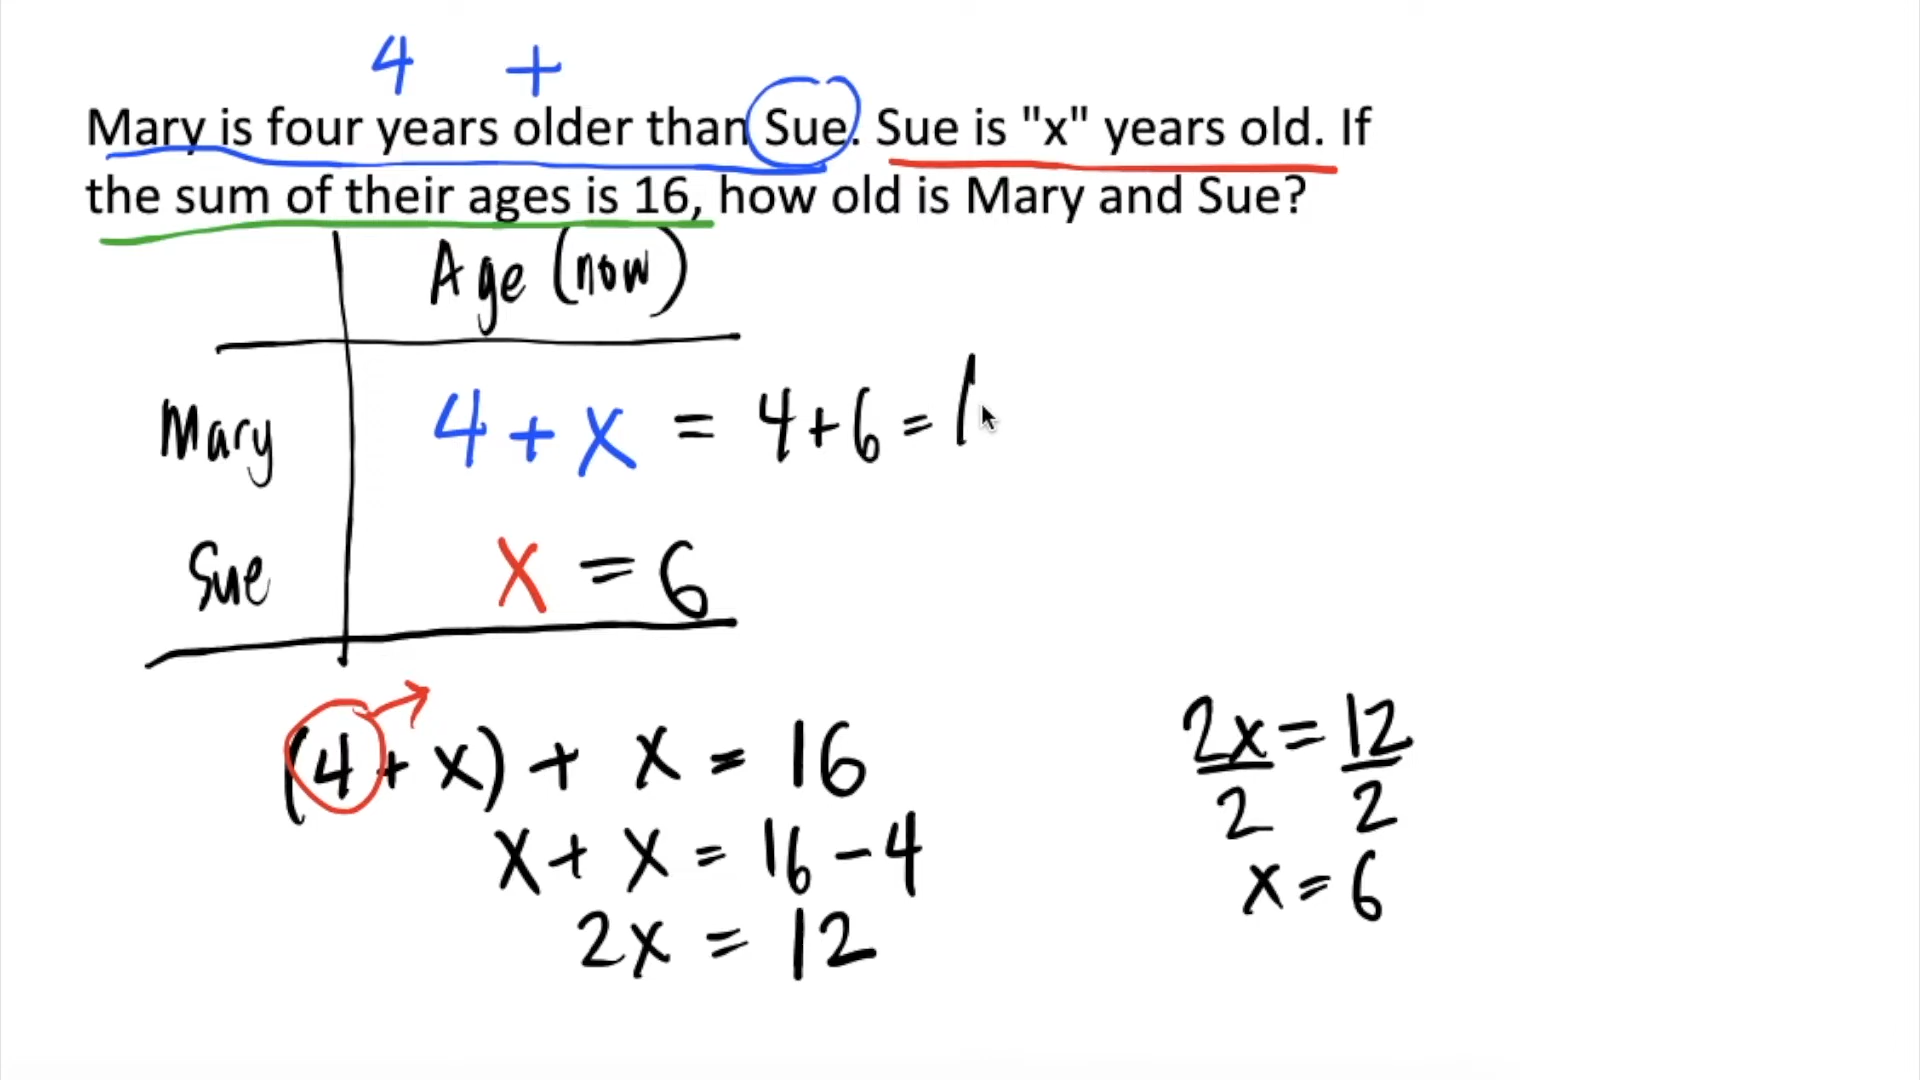 4 +
Mary is four years older than Sue. Sue is "x" years old. If
the sum of their ages is 16, how old is Mary and Sue?
Age (now)
Mary 4 + x = 4+6 = 1
Sue x = 6
(4 + x) + x = 16
x + x = 16 - 4
2x = 12
2x = 12
2 2
x = 6